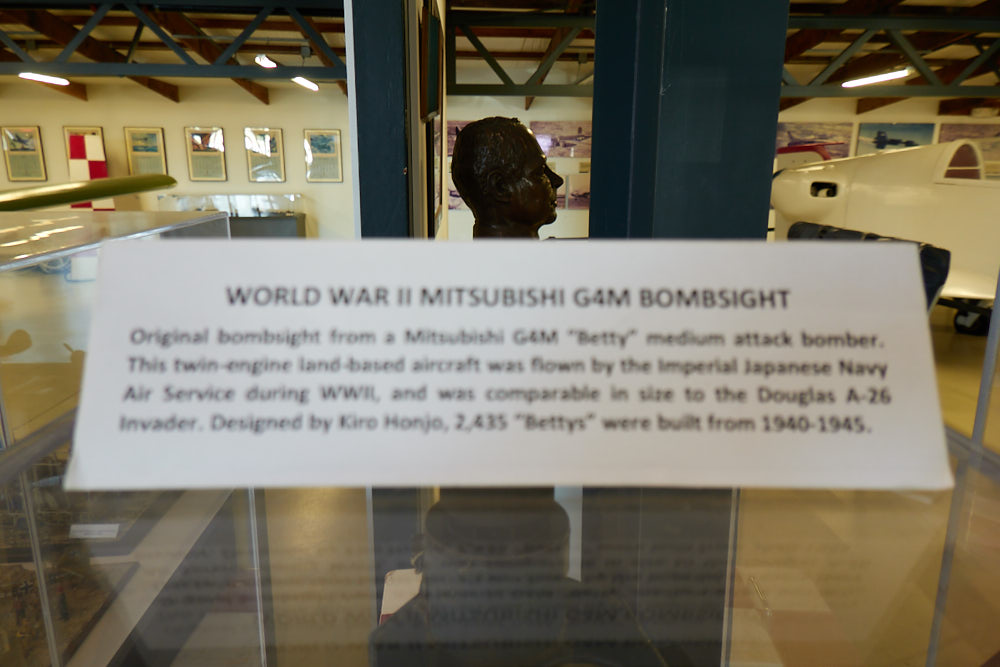 WORLD WAR II MITSUBISHI G4M BOMBSIGHT
Original bombsight from a Mitsubishi G4M "Betty" medium attack bomber.
This twin-engine land-based aircraft was flown by the Imperial Japanese Navy
Air Service during WWII, and was comparable in size to the Douglas A-26
Invader. Designed by Kiro Honjo, 2,435 "Bettys" were built from 1940-1945.